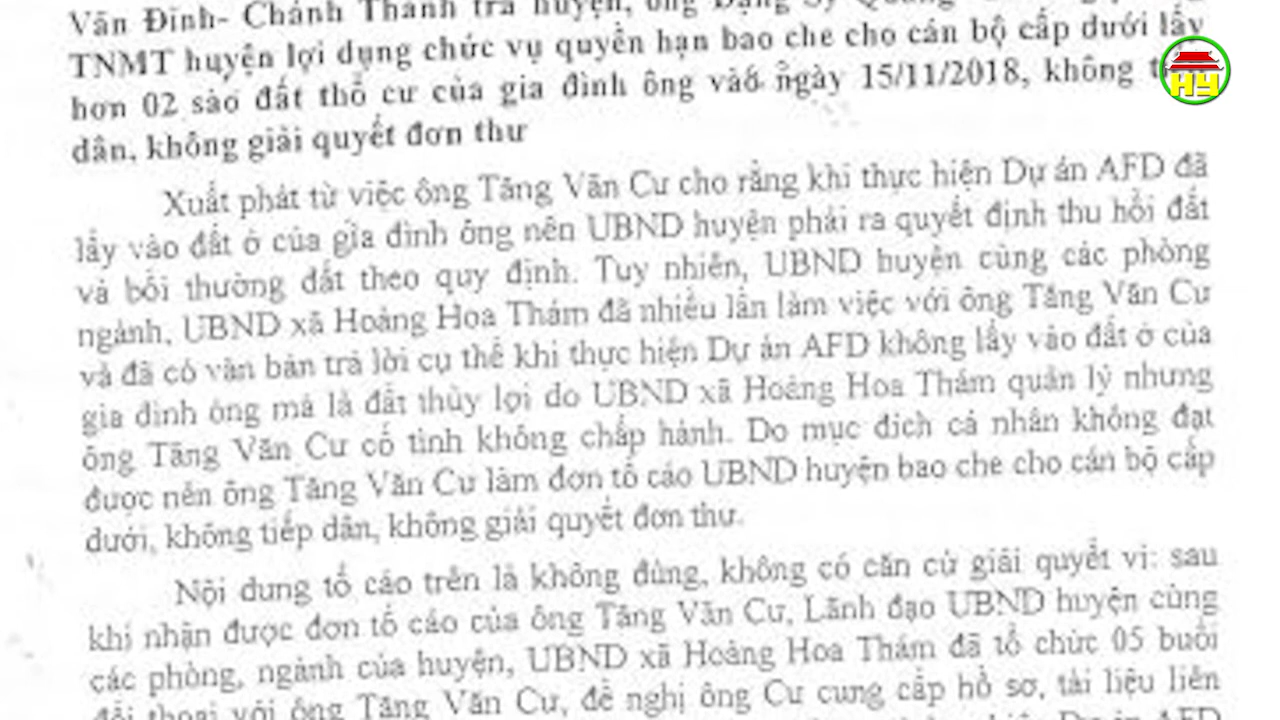 Văn Đĩnh- Chánh Thanh tra huyện, ông Đặng Sỹ
TNMT huyện lợi dụng chức vụ quyền hạn bao che cho cán bộ cấp dưới lấy
hơn 02 sào đất thổ cư của gia đình ông vào ngày 15/11/2018, không
dân, không giải quyết đơn thư
Xuất phát từ việc ông Tăng Văn Cư cho rằng khi thực hiện Dự án AFD đã
lấy vào đất ở của gia đình ông nên UBND huyện phải ra quyết định thu hồi đất
và bồi thường đất theo quy định. Tuy nhiên, UBND huyện cùng các phòng
ngành, UBND xã Hoàng Hoa Thám đã nhiều lần làm việc với ông Tăng Văn Cư
và đã có văn bản trả lời cụ thể khi thực hiện Dự án AFD không lấy vào đất ở của
gia đình ông mà là đất thủy lợi do UBND xã Hoàng Hoa Thám quản lý nhưng
ông Tăng Văn Cư cố tình không chấp hành. Do mục đích cá nhân không đạt
được nên ông Tăng Văn Cư làm đơn tố cáo UBND huyện bao che cho cán bộ cấp
dưới, không tiếp dân, không giải quyết đơn thư.
Nội dung tố cáo trên là không đúng, không có căn cứ giải quyết vì: sau
khi nhận được đơn tố cáo của ông Tăng Văn Cư, Lãnh đạo UBND huyện cùng
các phòng, ngành của huyện, UBND xã Hoàng Hoa Thám đã tổ chức 05 buổi
đối thoại với ông Tăng Văn Cư, đề nghị ông Cư cung cấp hồ sơ, tài liệu liên
Dự án AFD
HY